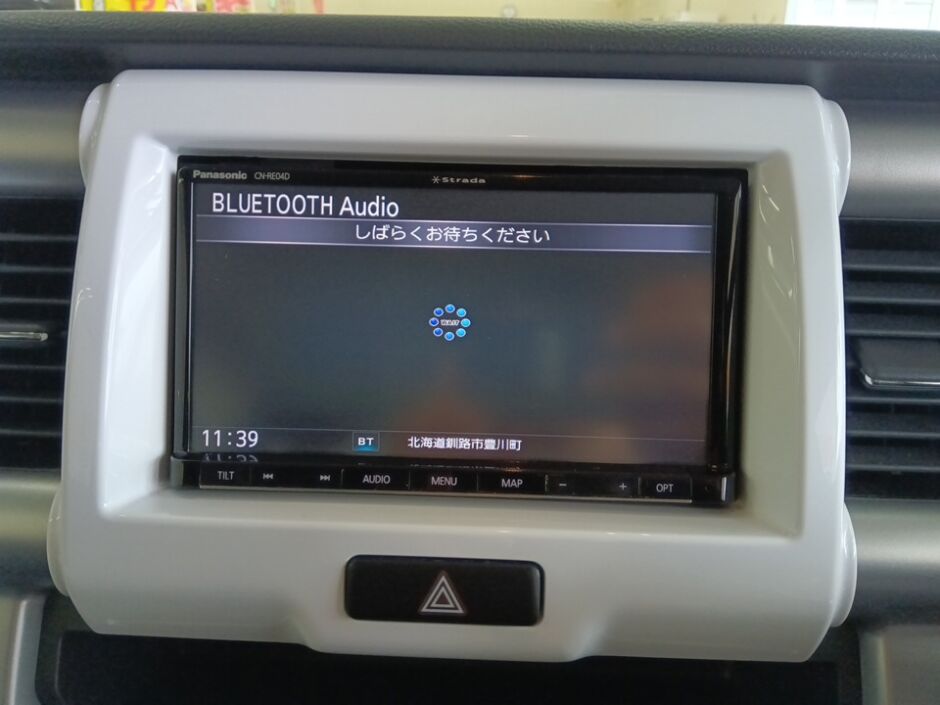 Panasonic CN-RE04D
Strada
BLUETOOTH Audio
しばらくお待ちください
WAIT
11:39 BT 北海道釧路市豊川町
TILT AUDIO MENU MAP − + OPT